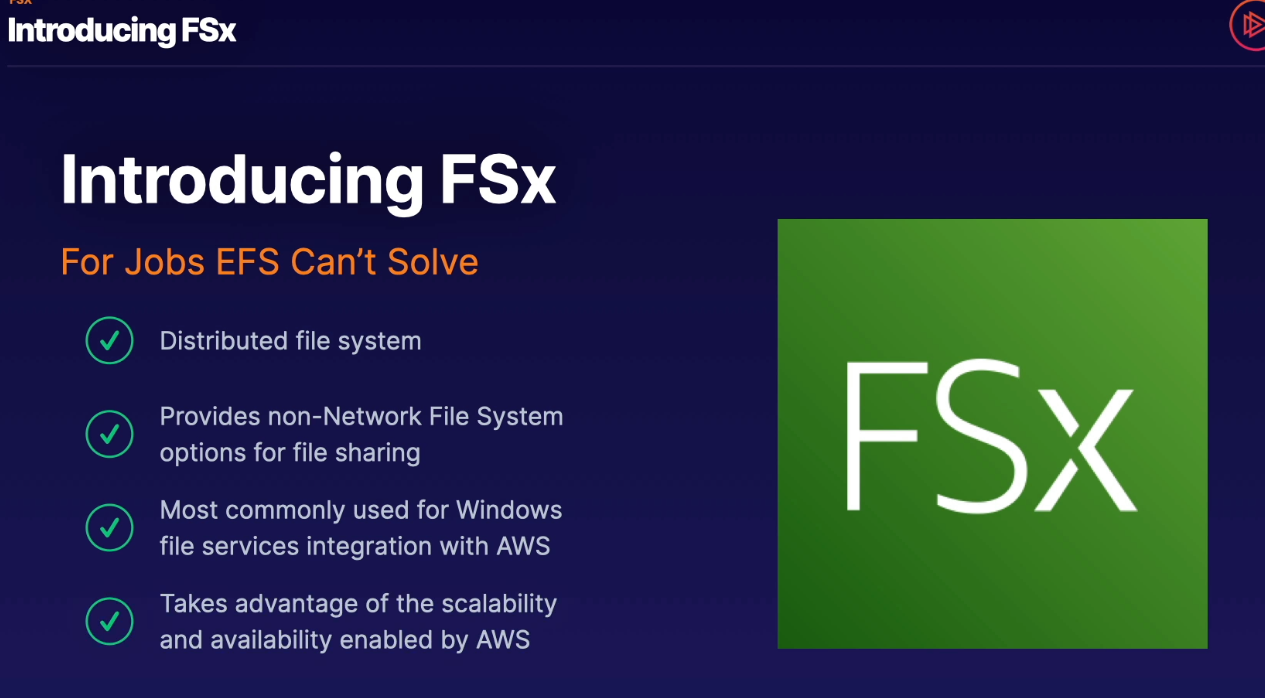 FSx
Introducing FSx
Introducing FSx
For Jobs EFS Can’t Solve
Distributed file system
Provides non-Network File System
options for file sharing
Most commonly used for Windows
file services integration with AWS
Takes advantage of the scalability
and availability enabled by AWS
FSx